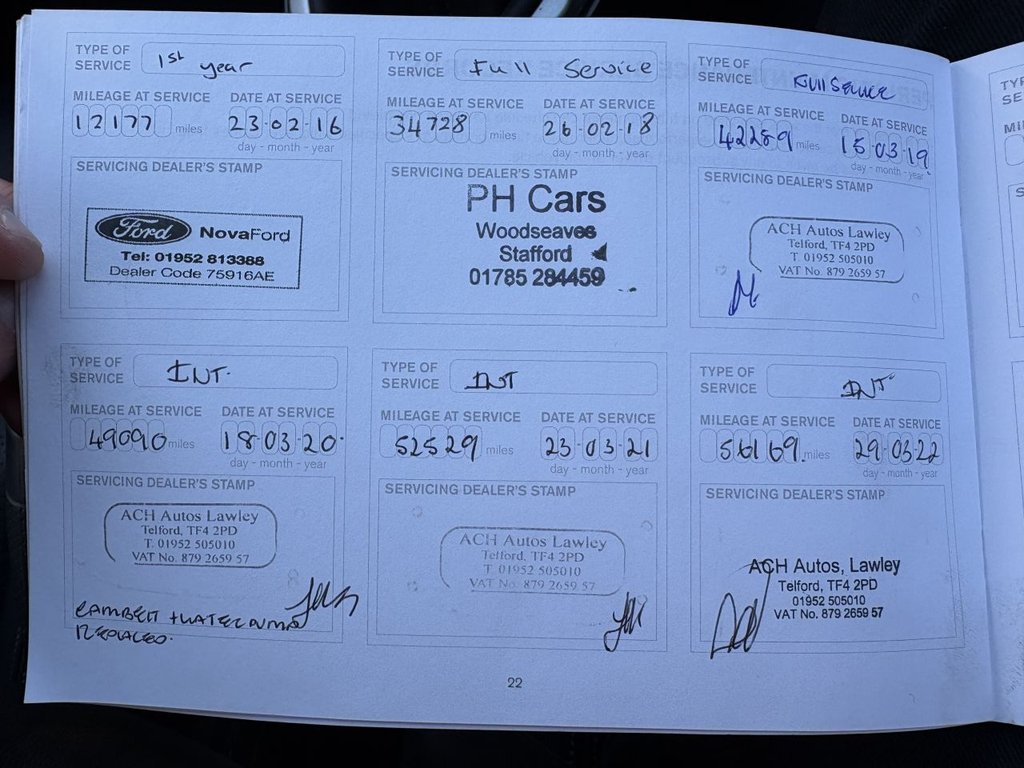 TYPE OF
SERVICE 1st year
MILEAGE AT SERVICE DATE AT SERVICE
12177 miles 23-02-16
day - month - year
SERVICING DEALER'S STAMP
Ford NovaFord
Tel: 01952 813388
Dealer Code 75916AE
TYPE OF
SERVICE Full Service
MILEAGE AT SERVICE DATE AT SERVICE
34728 miles 26-02-18
day - month - year
SERVICING DEALER'S STAMP
PH Cars
Woodseaves
Stafford
01785 284459
TYPE OF
SERVICE Full Service
MILEAGE AT SERVICE DATE AT SERVICE
42289 miles 15-03-19
day - month - year
SERVICING DEALER'S STAMP
ACH Autos Lawley
Telford, TF4 2PD
T. 01952 505010
VAT No. 879 2659 57
TYPE OF
SERVICE INT.
MILEAGE AT SERVICE DATE AT SERVICE
49090 miles 18-03-20.
day - month - year
SERVICING DEALER'S STAMP
ACH Autos Lawley
Telford, TF4 2PD
T. 01952 505010
VAT No. 879 2659 57
CAMBELT + WATER PUMP
REPLACED.
TYPE OF
SERVICE INT
MILEAGE AT SERVICE DATE AT SERVICE
52529 miles 23-03-21
day - month - year
SERVICING DEALER'S STAMP
ACH Autos Lawley
Telford, TF4 2PD
T. 01952 505010
VAT No. 879 2659 57
TYPE OF
SERVICE INT
MILEAGE AT SERVICE DATE AT SERVICE
56169. miles 29-03-22
day - month - year
SERVICING DEALER'S STAMP
ACH Autos, Lawley
Telford, TF4 2PD
01952 505010
VAT No. 879 2659 57
22